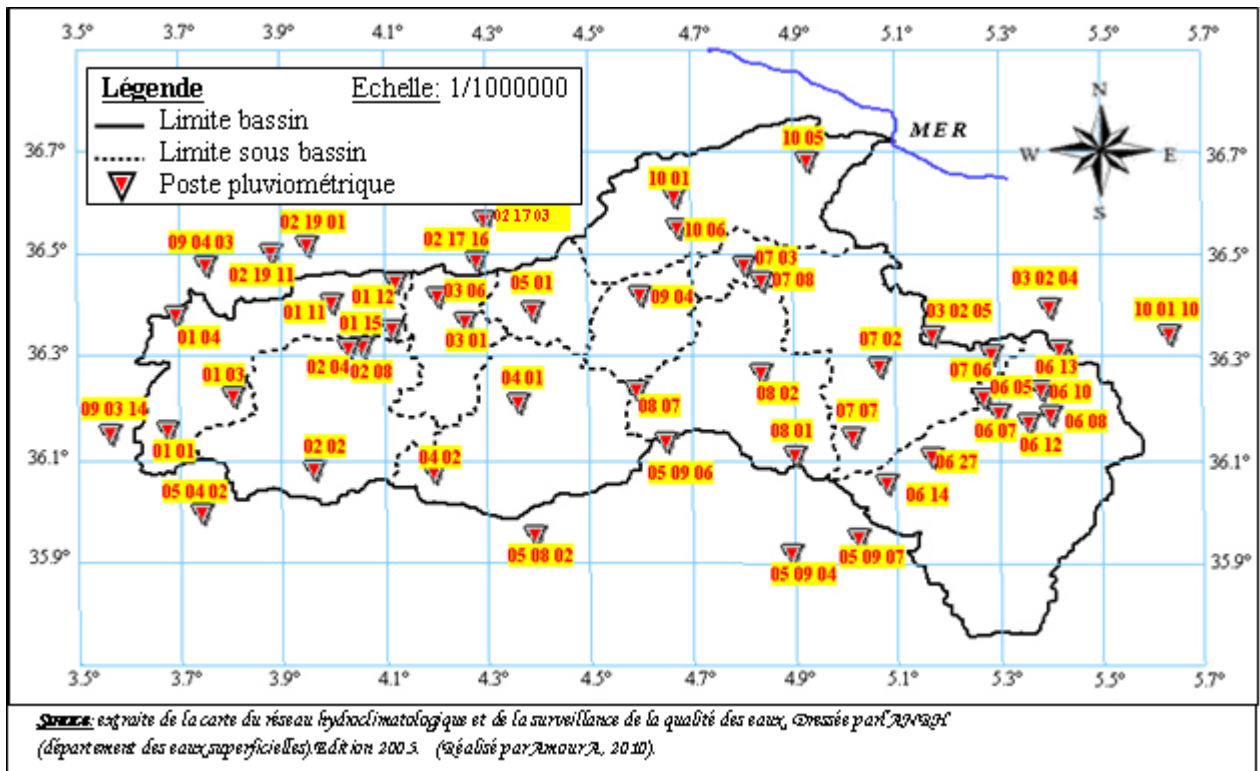 3.5° 3.7° 3.9° 4.1° 4.3° 4.5° 4.7° 4.9° 5.1° 5.3° 5.5° 5.7°
Légende Echelle: 1/1000000
Limite bassin
Limite sous bassin
Poste pluviométrique
N
W E
S
MER
36.7° 36.7°
36.5° 36.5°
36.3° 36.3°
36.1° 36.1°
35.9° 35.9°
10 05
10 01
02 17 03
02 19 01
09 04 03
02 17 16
10 06
02 19 11
07 03
07 08
01 12
03 06
05 01
09 04
03 02 04
01 11
03 02 05
10 01 10
01 15
01 04
03 01
07 02
02 04
02 08
07 06
06 13
01 03
04 01
08 02
06 05
06 10
09 03 14
08 07
07 07
06 07
06 08
06 12
01 01
02 02
04 02
05 09 06
08 01
06 27
05 04 02
06 14
05 08 02
05 09 04
05 09 07
3.5° 3.7° 3.9° 4.1° 4.3° 4.5° 4.7° 4.9° 5.1° 5.3° 5.5° 5.7°
Source: extraite de la carte du réseau hydroclimatologique et de la surveillance de la qualité des eaux, Dressée par l'ANRH
(département des eaux superficielles) Edition 2005. (Réalisé par Amour A, 2010).